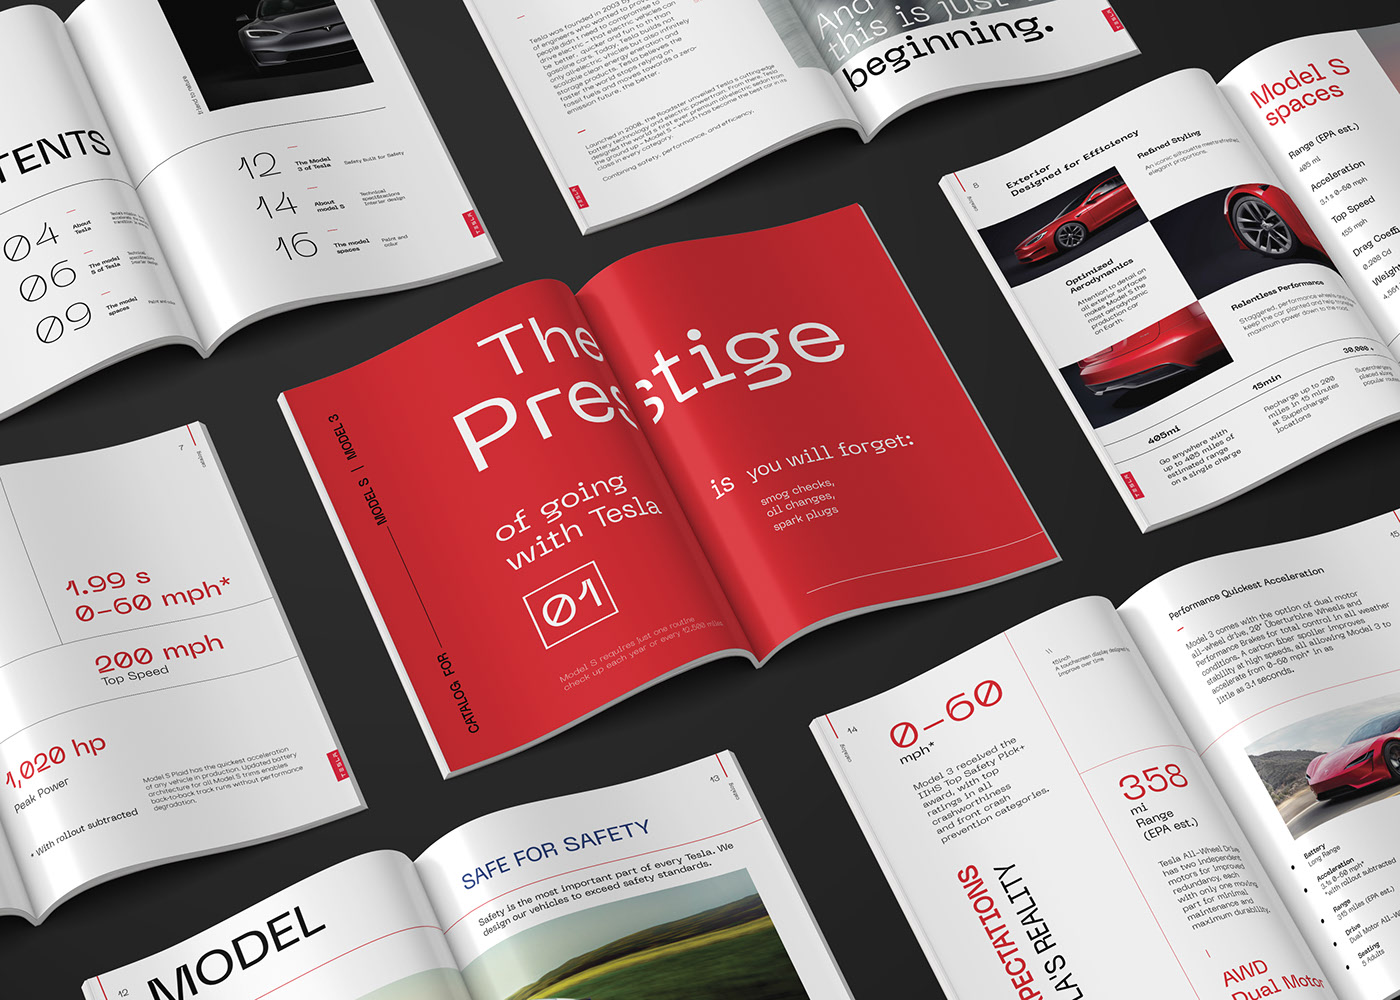 TENTS
04
About
Tesla
06
The model
S of Tesla
09
The model
spaces
Paint and color
12
The Model
3 of Tesla
Safety Built for Safety
14
About
model S
Technical
specifications
Interior design
16
The model
spaces
Paint and
color
TESLA
Tesla was founded in 2003 by
of engineers who wanted to prove
people didn't need to compromise to
drive electric – that electric vehicles can
be better, quicker and fun to
gasoline cars. Today, Tesla builds not
only all-electric vehicles but also infinitely
scalable clean energy eneration and
storage products. Tesla believes the
faster the world stops relying on
fossil fuels and moves towards a zero-
emission future, the better.
Launched in 2008, the Roadster unveiled Tesla's cutting-edge
battery technology and electric powertrain. From there, Tesla
designed the world's first ever premium all-electric sedan from
the ground up – Model S – which has become the best car in its
class in every category.
Combining safety, performance, and efficiency,
TESLA
And
this is just
beginning.
TESLA
8
catalog
Exterior
Designed for Efficiency
Refined Styling
An iconic silhouette meets refreshed,
elegant proportions.
Optimized
Aerodynamics
Attention to detail on
all exterior surfaces
makes Model S the
most aerodynamic
production car
on Earth.
Relentless Performance
Staggered, performance wheels and
keep the car planted and help
maximum power down to the road.
405mi
Go anywhere with
up to 405 miles of
estimated range
on a single charge
15min
Recharge up to 200
miles in 15 minutes
at Supercharger
locations
30,000 +
Superchargers
placed along
popular
TESLA
Model S
spaces
Range (EPA est.)
405 mi
Acceleration
3.1 s 0–60 mph
Top Speed
155 mph
Drag Coeffi
0.208 Cd
Weight
4,561
CATALOG FOR
MODEL S | MODEL 3
The
Prestige
of going
with Tesla
is you will forget:
smog checks,
oil changes,
spark plugs
01
Model S requires just one routine
check up each year or every 12.500 miles
7
catalog
1.99 s
0–60 mph*
200 mph
Top Speed
1,020 hp
Peak Power
Model S Plaid has the quickest acceleration
of any vehicle in production. Updated battery
architecture for all Model S trims enables
back-to-back track runs without performance
degradation.
* With rollout subtracted
TESLA
12
MODEL
13
catalog
SAFE FOR SAFETY
Safety is the most important part of every Tesla. We
design our vehicles to exceed safety standards.
14
catalog
0–60
mph*
Model 3 received the
IIHS Top Safety Pick+
award, with top
ratings in all
crashworthiness
and front crash
prevention categories.
PECTATIONS
LA'S REALITY
15inch
A touchscreen display designed to
improve over time
358
mi
Range
(EPA est.)
Tesla All-Wheel Drive
has two independent
motors for improved
redundancy, each
with only one moving
part for minimal
maintenance and
maximum durability.
AWD
Dual Motor
15
Performance Quickest Acceleration
Model 3 comes with the option of dual motor
all-wheel drive, 20" Überturbine Wheels and
Performance Brakes for total control in all weather
conditions. A carbon fiber spoiler improves
stability at high speeds, all allowing Model 3 to
accelerate from 0–60 mph* in as
little as 3.1 seconds.
Battery
Long Range
Acceleration
3.1s 0–60 mph*
*with rollout subtracted
Range
315 miles (EPA est.)
Drive
Dual Motor All-W
Seating
5 Adults